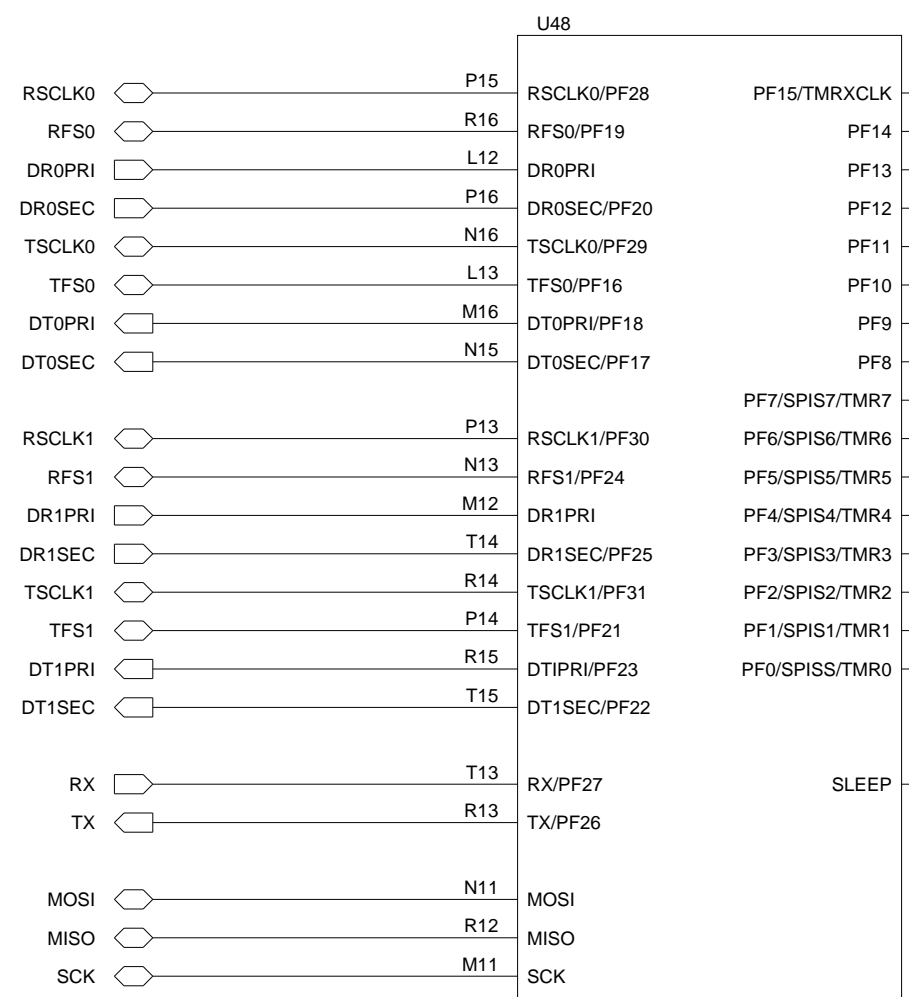 U48
RSCLK0 P15 RSCLK0/PF28 PF15/TMRXCLK
RFS0 R16 RFS0/PF19 PF14
DR0PRI L12 DR0PRI PF13
DR0SEC P16 DR0SEC/PF20 PF12
TSCLK0 N16 TSCLK0/PF29 PF11
TFS0 L13 TFS0/PF16 PF10
DT0PRI M16 DT0PRI/PF18 PF9
DT0SEC N15 DT0SEC/PF17 PF8
PF7/SPIS7/TMR7
RSCLK1 P13 RSCLK1/PF30 PF6/SPIS6/TMR6
RFS1 N13 RFS1/PF24 PF5/SPIS5/TMR5
DR1PRI M12 DR1PRI PF4/SPIS4/TMR4
DR1SEC T14 DR1SEC/PF25 PF3/SPIS3/TMR3
TSCLK1 R14 TSCLK1/PF31 PF2/SPIS2/TMR2
TFS1 P14 TFS1/PF21 PF1/SPIS1/TMR1
DT1PRI R15 DTIPRI/PF23 PF0/SPISS/TMR0
DT1SEC T15 DT1SEC/PF22
RX T13 RX/PF27 SLEEP
TX R13 TX/PF26
MOSI N11 MOSI
MISO R12 MISO
SCK M11 SCK